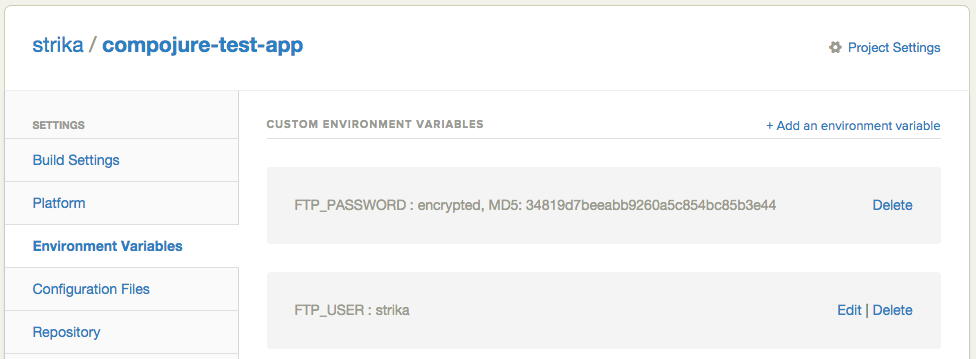 strika / compojure-test-app
Project Settings
SETTINGS
Build Settings
Platform
Environment Variables
Configuration Files
Repository
CUSTOM ENVIRONMENT VARIABLES
+ Add an environment variable
FTP_PASSWORD : encrypted, MD5: 34819d7beeabb9260a5c854bc85b3e44
Delete
FTP_USER : strika
Edit | Delete